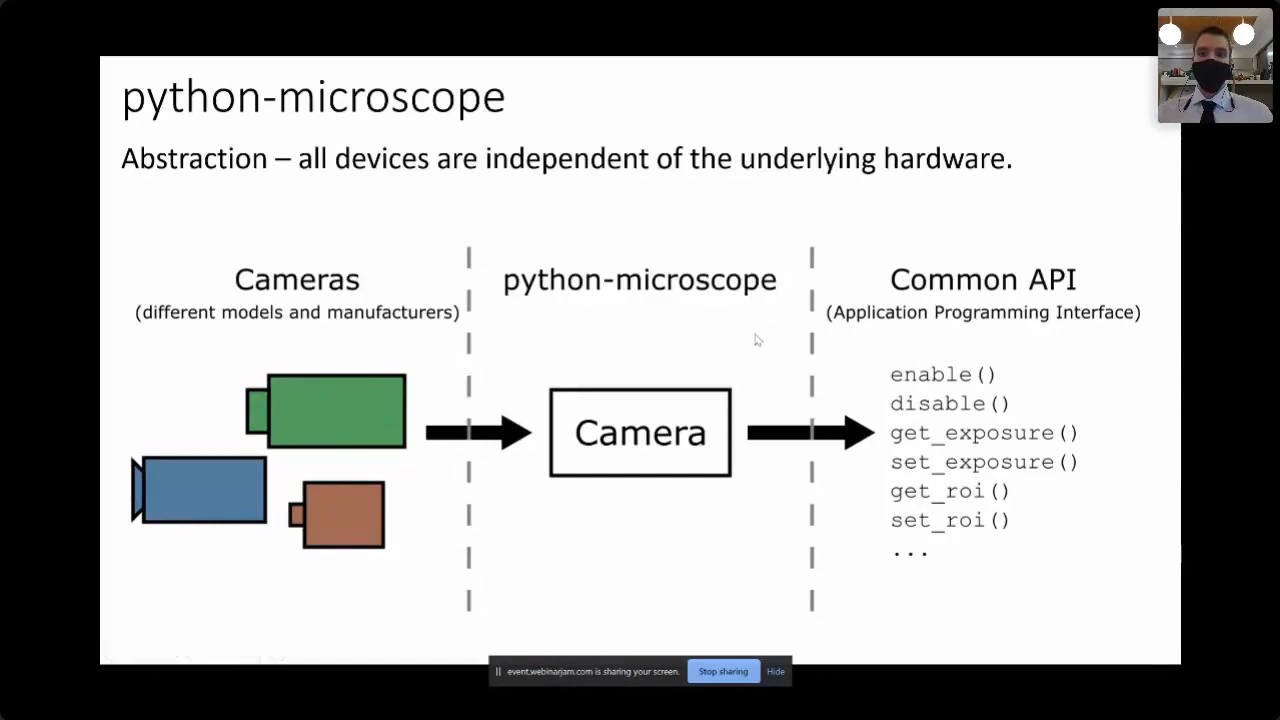 python-microscope
Abstraction – all devices are independent of the underlying hardware.
Cameras
(different models and manufacturers)
python-microscope
Camera
Common API
(Application Programming Interface)
enable()
disable()
get_exposure()
set_exposure()
get_roi()
set_roi()
...
event.webinarjam.com is sharing your screen.
Stop sharing
Hide